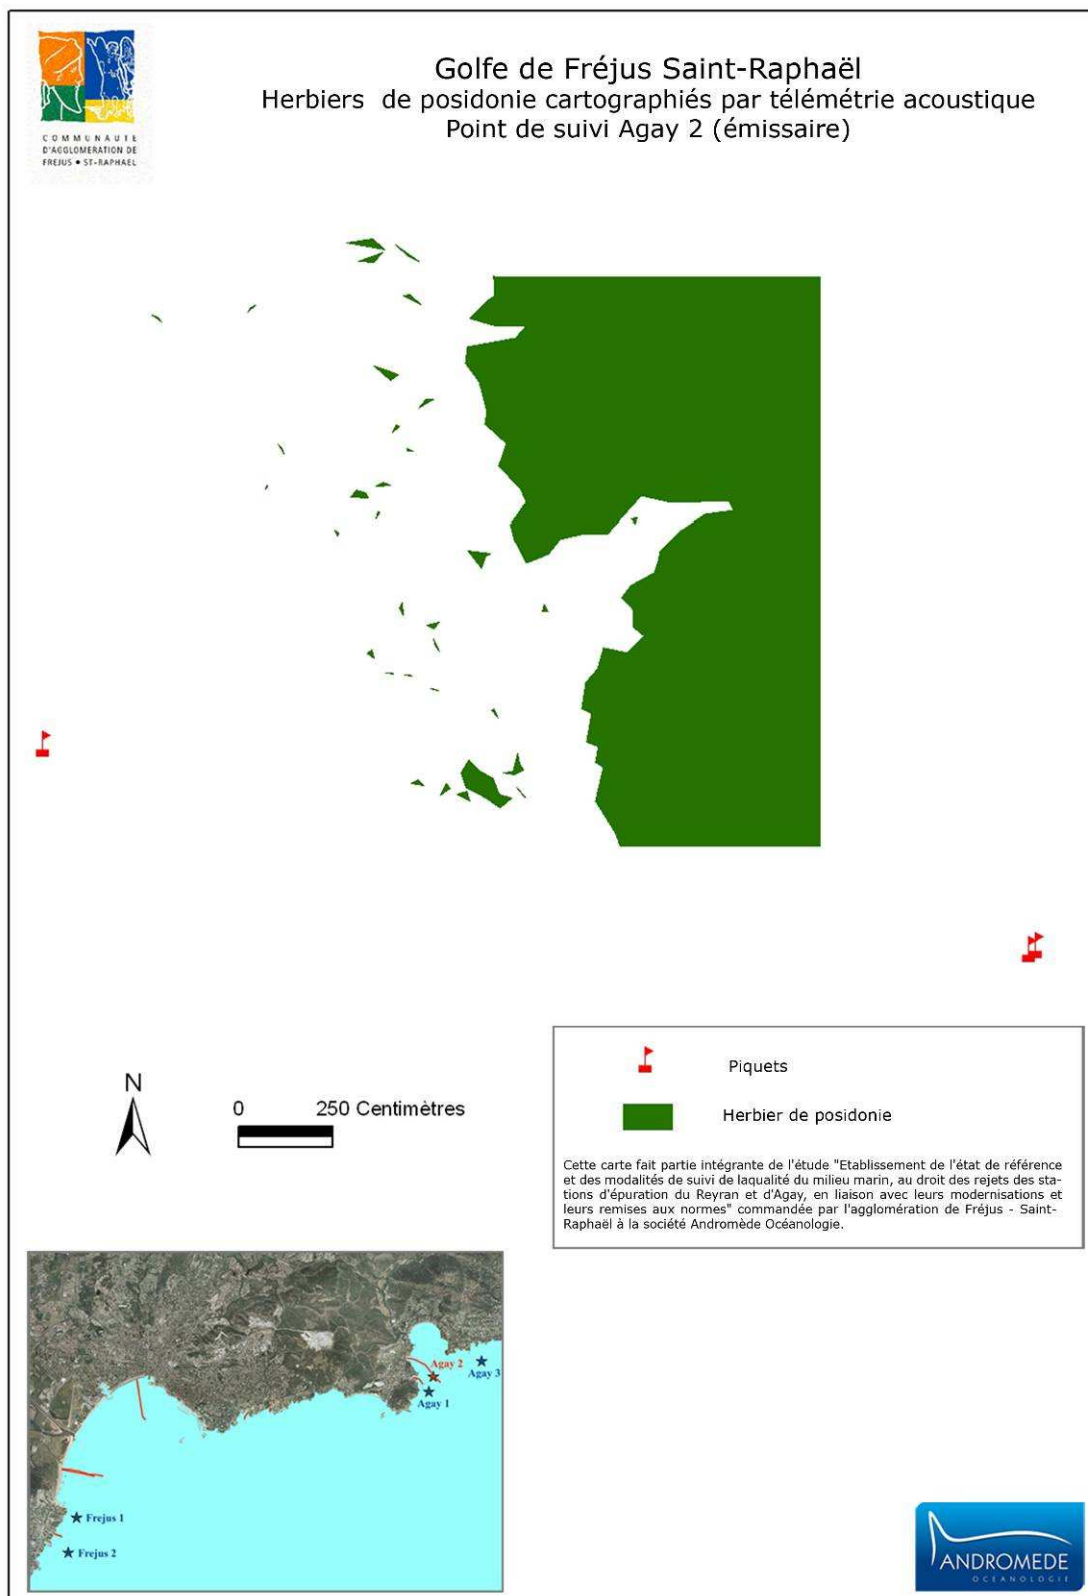 COMMUNAUTE
D'AGGLOMERATION DE
FREJUS • ST-RAPHAEL
Golfe de Fréjus Saint-Raphaël
Herbiers de posidonie cartographiés par télémétrie acoustique
Point de suivi Agay 2 (émissaire)
N
0 250 Centimètres
Piquets
Herbier de posidonie
Cette carte fait partie intégrante de l'étude "Etablissement de l'état de référence
et des modalités de suivi de laqualité du milieu marin, au droit des rejets des sta-
tions d'épuration du Reyran et d'Agay, en liaison avec leurs modernisations et
leurs remises aux normes" commandée par l'agglomération de Fréjus - Saint-
Raphaël à la société Andromède Océanologie.
Agay 2
Agay 3
Agay 1
Frejus 1
Frejus 2
ANDROMEDE
OCEANOLOGIE